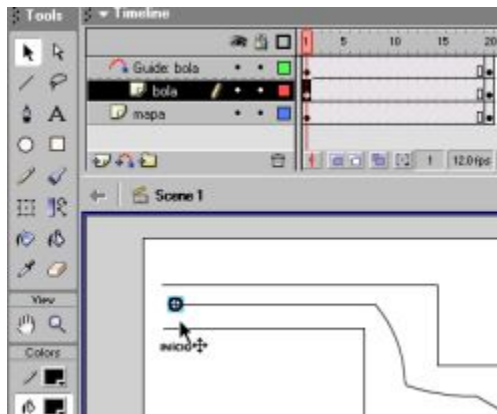 Tools
Timeline
1 5 10 15 20
Guide: bola
bola
mapa
1 12.0 fps
Scene 1
View
INICIO
Colors